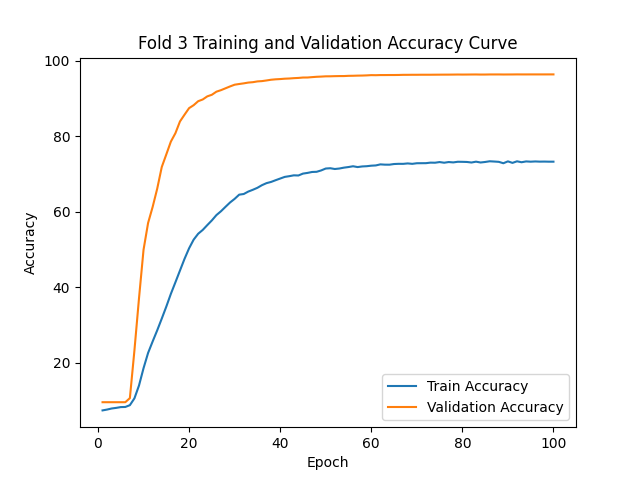 Fold 3 Training and Validation Accuracy Curve
100
80
60
40
20
Accuracy
0 20 40 60 80 100
Epoch
Train Accuracy
Validation Accuracy